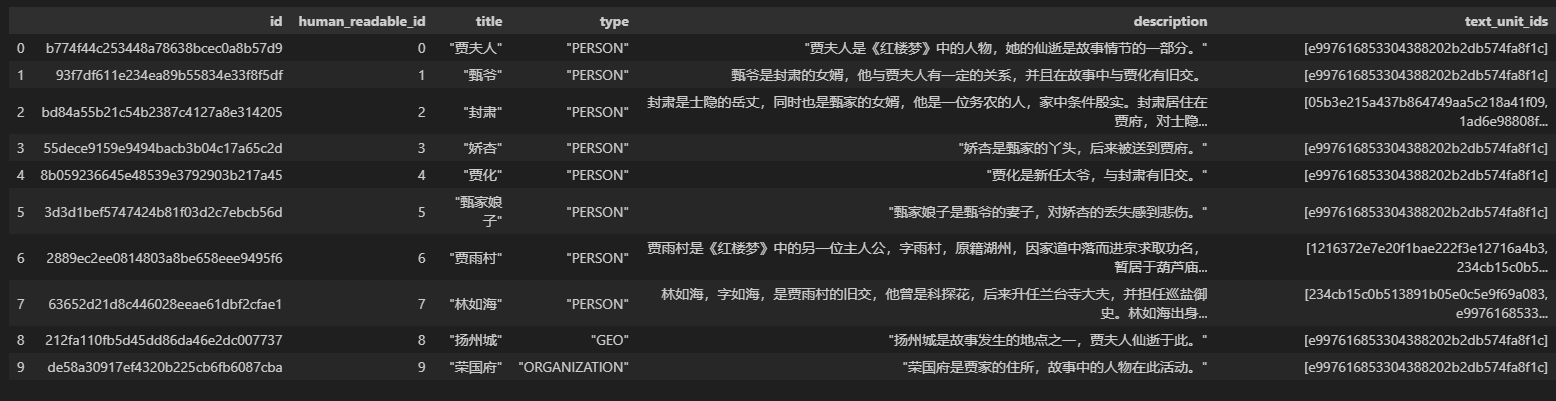 id human_readable_id title type description text_unit_ids
0 b774f44c253448a78638bcec0a8b57d9 0 "贾夫人" "PERSON" "贾夫人是《红楼梦》中的人物，她的仙逝是故事情节的一部分。" [e997616853304388202b2db574fa8f1c]
1 93f7df611e234ea89b55834e33f8f5df 1 "甄爷" "PERSON" 甄爷是封肃的女婿，他与贾夫人有一定的关系，并且在故事中与贾化有旧交。 [e997616853304388202b2db574fa8f1c]
2 bd84a55b21c54b2387c4127a8e314205 2 "封肃" "PERSON" 封肃是士隐的岳丈，同时也是甄家的女婿，他是一位务农的人，家中条件殷实。封肃居住在 [05b3e215a437b864749aa5c218a41f09,
贾府，对士隐... 1ad6e98808f...
3 55dece9159e9494bacb3b04c17a65c2d 3 "娇杏" "PERSON" "娇杏是甄家的丫头，后来被送到贾府。" [e997616853304388202b2db574fa8f1c]
4 8b059236645e48539e3792903b217a45 4 "贾化" "PERSON" "贾化是新任太爷，与封肃有旧交。" [e997616853304388202b2db574fa8f1c]
5 3d3d1bef5747424b81f03d2c7ebcb56d 5 "甄家娘
子" "PERSON" "甄家娘子是甄爷的妻子，对娇杏的丢失感到悲伤。" [e997616853304388202b2db574fa8f1c]
6 2889ec2ee0814803a8be658eee9495f6 6 "贾雨村" "PERSON" 贾雨村是《红楼梦》中的另一位主人公，字雨村，原籍湖州，因家道中落而进京求取功名， [1216372e7e20f1bae222f3e12716a4b3,
暂居于葫芦庙... 234cb15c0b5...
7 63652d21d8c446028eeae61dbf2cfae1 7 "林如海" "PERSON" 林如海，字如海，是贾雨村的旧交，他曾是科探花，后来升任兰台寺大夫，并担任巡盐御 [234cb15c0b513891b05e0c5e9f69a083,
史。林如海出身... e9976168533...
8 212fa110fb5d45dd86da46e2dc007737 8 "扬州城" "GEO" "扬州城是故事发生的地点之一，贾夫人仙逝于此。" [e997616853304388202b2db574fa8f1c]
9 de58a30917ef4320b225cb6fb6087cba 9 "荣国府" "ORGANIZATION" "荣国府是贾家的住所，故事中的人物在此活动。" [e997616853304388202b2db574fa8f1c]